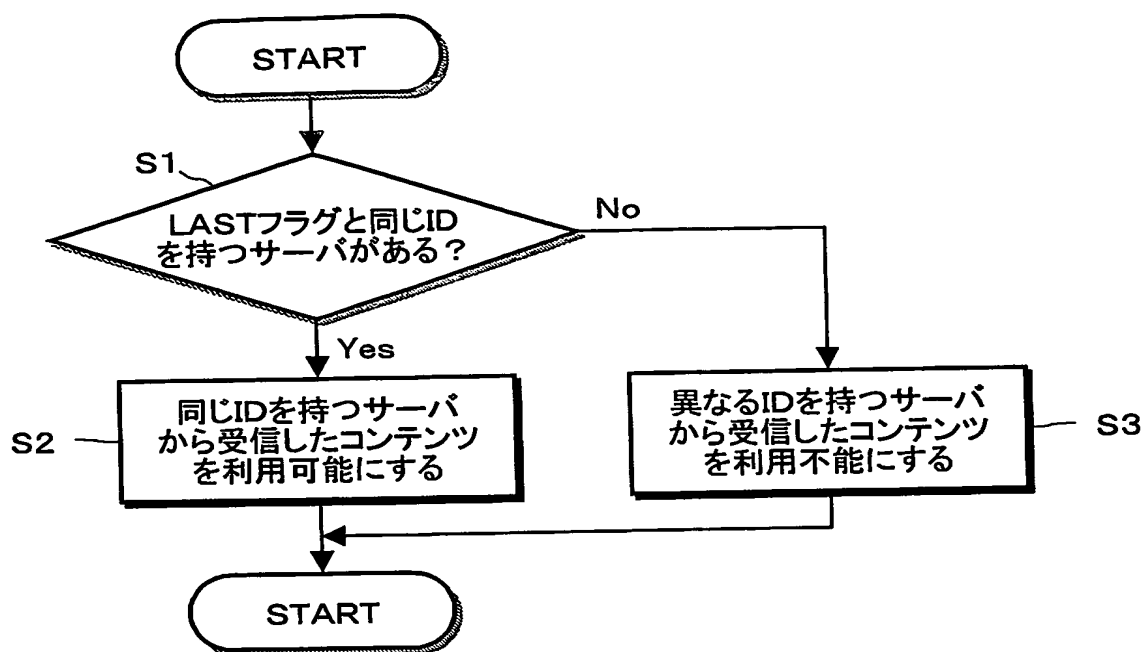 START
S1
LASTフラグと同じID
を持つサーバがある?
No
Yes
S2
同じIDを持つサーバ
から受信したコンテンツ
を利用可能にする
異なるIDを持つサーバ
から受信したコンテンツ
を利用不能にする
S3
START